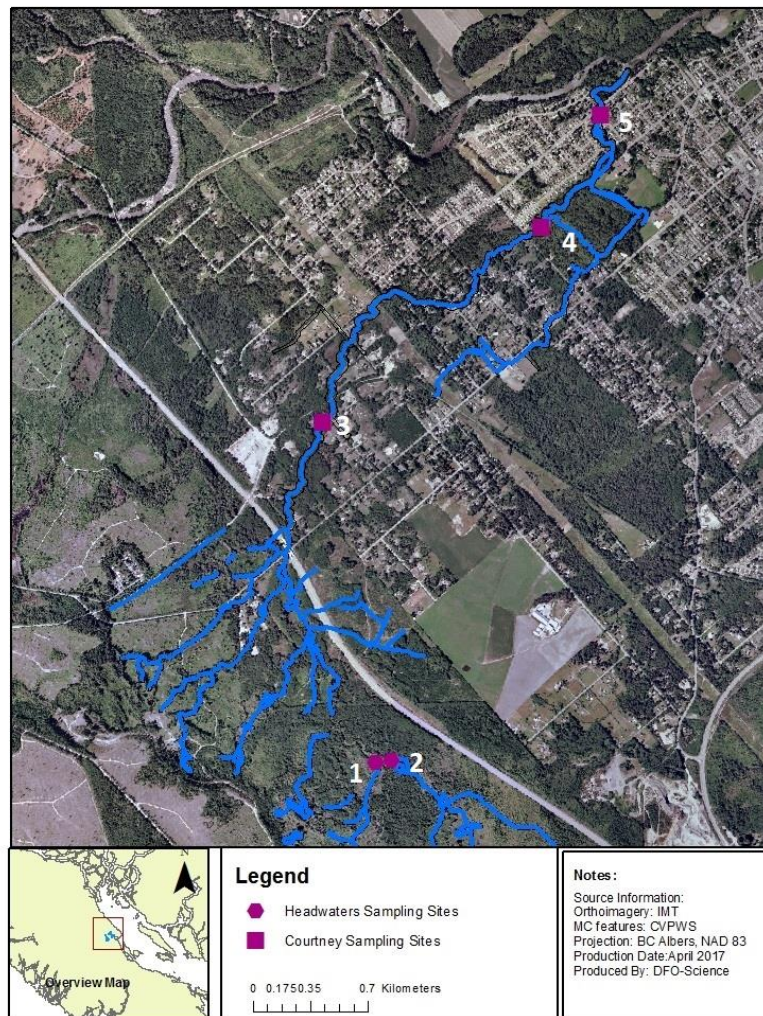 5
4
3
1
2
N
Overview Map
Legend
Headwaters Sampling Sites
Courtney Sampling Sites
0 0.1750.35 0.7 Kilometers
Notes:
Source Information:
Orthoimagery: IMT
MC features: CVPWS
Projection: BC Albers, NAD 83
Production Date:April 2017
Produced By: DFO-Science